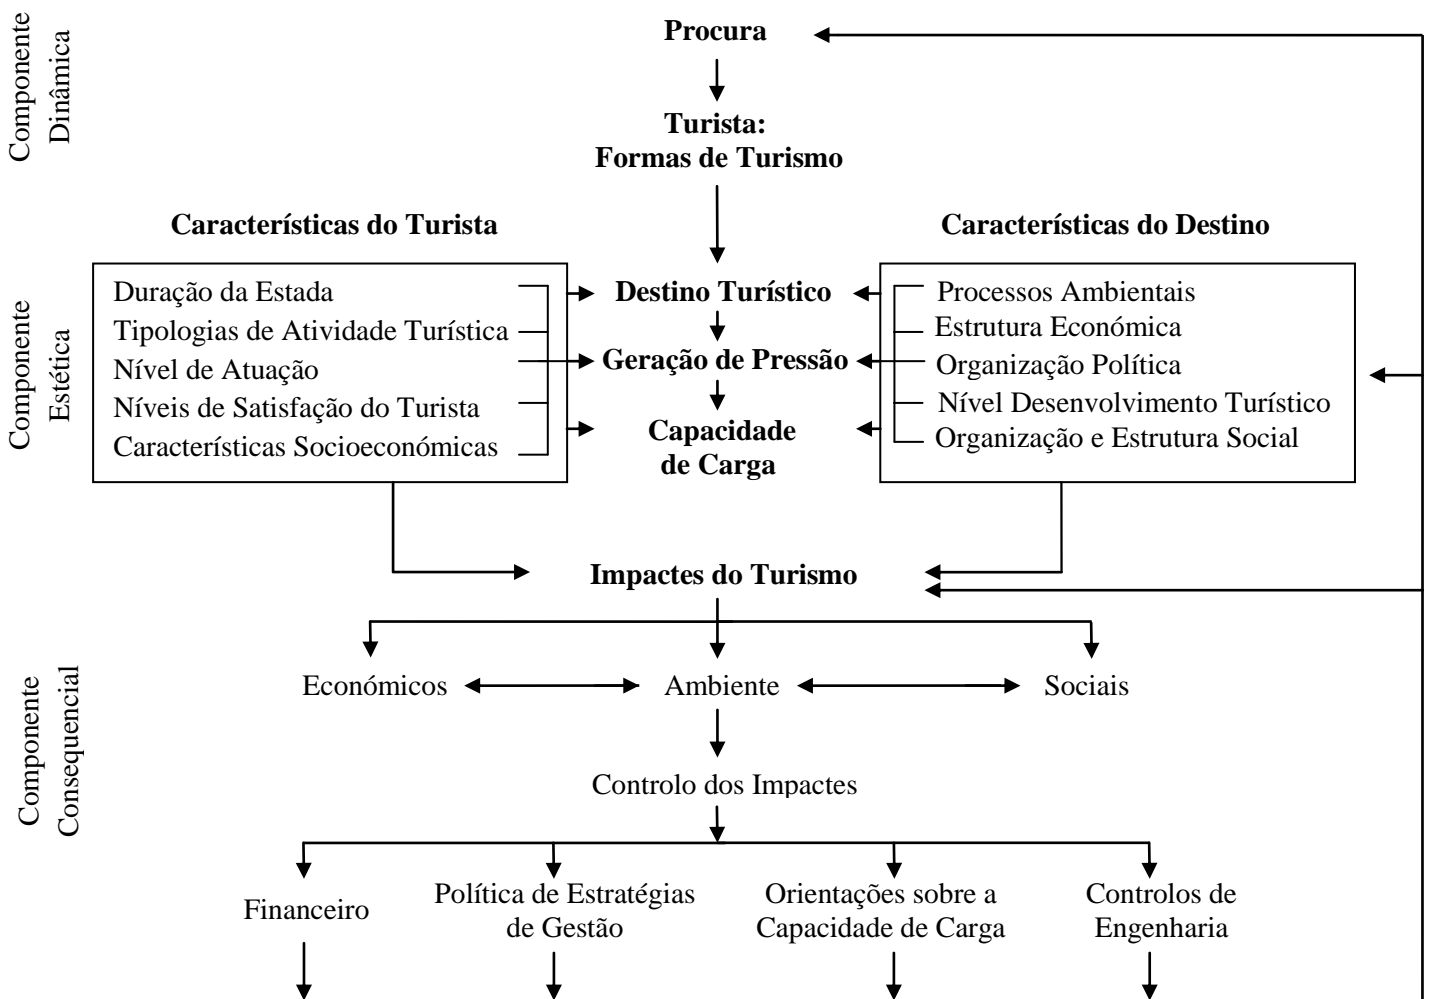 Componente
Dinâmica
Procura
Turista:
Formas de Turismo
Características do Turista
Características do Destino
Componente
Estética
Duração da Estada
Tipologias de Atividade Turística
Nível de Atuação
Níveis de Satisfação do Turista
Características Socioeconómicas
Destino Turístico
Geração de Pressão
Capacidade
de Carga
Processos Ambientais
Estrutura Económica
Organização Política
Nível Desenvolvimento Turístico
Organização e Estrutura Social
Impactes do Turismo
Componente
Consequencial
Económicos
Ambiente
Sociais
Controlo dos Impactes
Financeiro
Política de Estratégias
de Gestão
Orientações sobre a
Capacidade de Carga
Controlos de
Engenharia